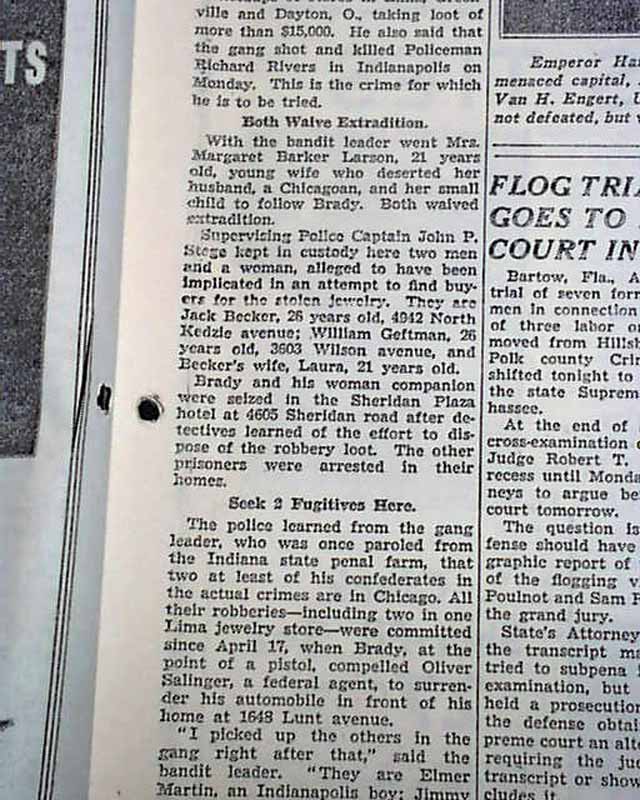 TS
ville and Dayton, O., taking loot of
more than $15,000. He also said that
the gang shot and killed Policeman
Richard Rivers in Indianapolis on
Monday. This is the crime for which
he is to be tried.
Both Waive Extradition.
With the bandit leader went Mrs.
Margaret Barker Larson, 21 years
old, young wife who deserted her
husband, a Chicagoan, and her small
child to follow Brady. Both waived
extradition.
Supervising Police Captain John P.
Stege kept in custody here two men
and a woman, alleged to have been
implicated in an attempt to find buy-
ers for the stolen jewelry. They are
Jack Becker, 26 years old, 4942 North
Kedzie avenue; William Geftman, 26
years old, 3603 Wilson avenue, and
Becker's wife, Laura, 21 years old.
Brady and his woman companion
were seized in the Sheridan Plaza
hotel at 4605 Sheridan road after de-
tectives learned of the effort to dis-
pose of the robbery loot. The other
prisoners were arrested in their
homes.
Seek 2 Fugitives Here.
The police learned from the gang
leader, who was once paroled from
the Indiana state penal farm, that
two at least of his confederates in
the actual crimes are in Chicago. All
their robberies—including two in one
Lima jewelry store—were committed
since April 17, when Brady, at the
point of a pistol, compelled Oliver
Salinger, a federal agent, to surren-
der his automobile in front of his
home at 1643 Lunt avenue.
"I picked up the others in the
gang right after that," said the
bandit leader. "They are Elmer
Martin, an Indianapolis boy; Jimmy
Emperor Hai
menaced capital,
Van H. Engert, U
not defeated, but
FLOG TRIA
GOES TO
COURT IN
Bartow, Fla., A
trial of seven form
men in connection
of three labor or
moved from Hillsb
Polk county Crim
shifted tonight to
the state Supreme
hassee.
At the end of
cross-examination
Judge Robert T.
recess until Monda
neys to argue be
court tomorrow.
The question is
fense should have
graphic report of
of the flogging v
Poulnot and Sam R
the grand jury.
State's Attorney
the transcript ma
tried to subpena
examination, but
held a prosecution
the defense obtai
preme court an alt
requiring the jud
transcript or show
cludes it